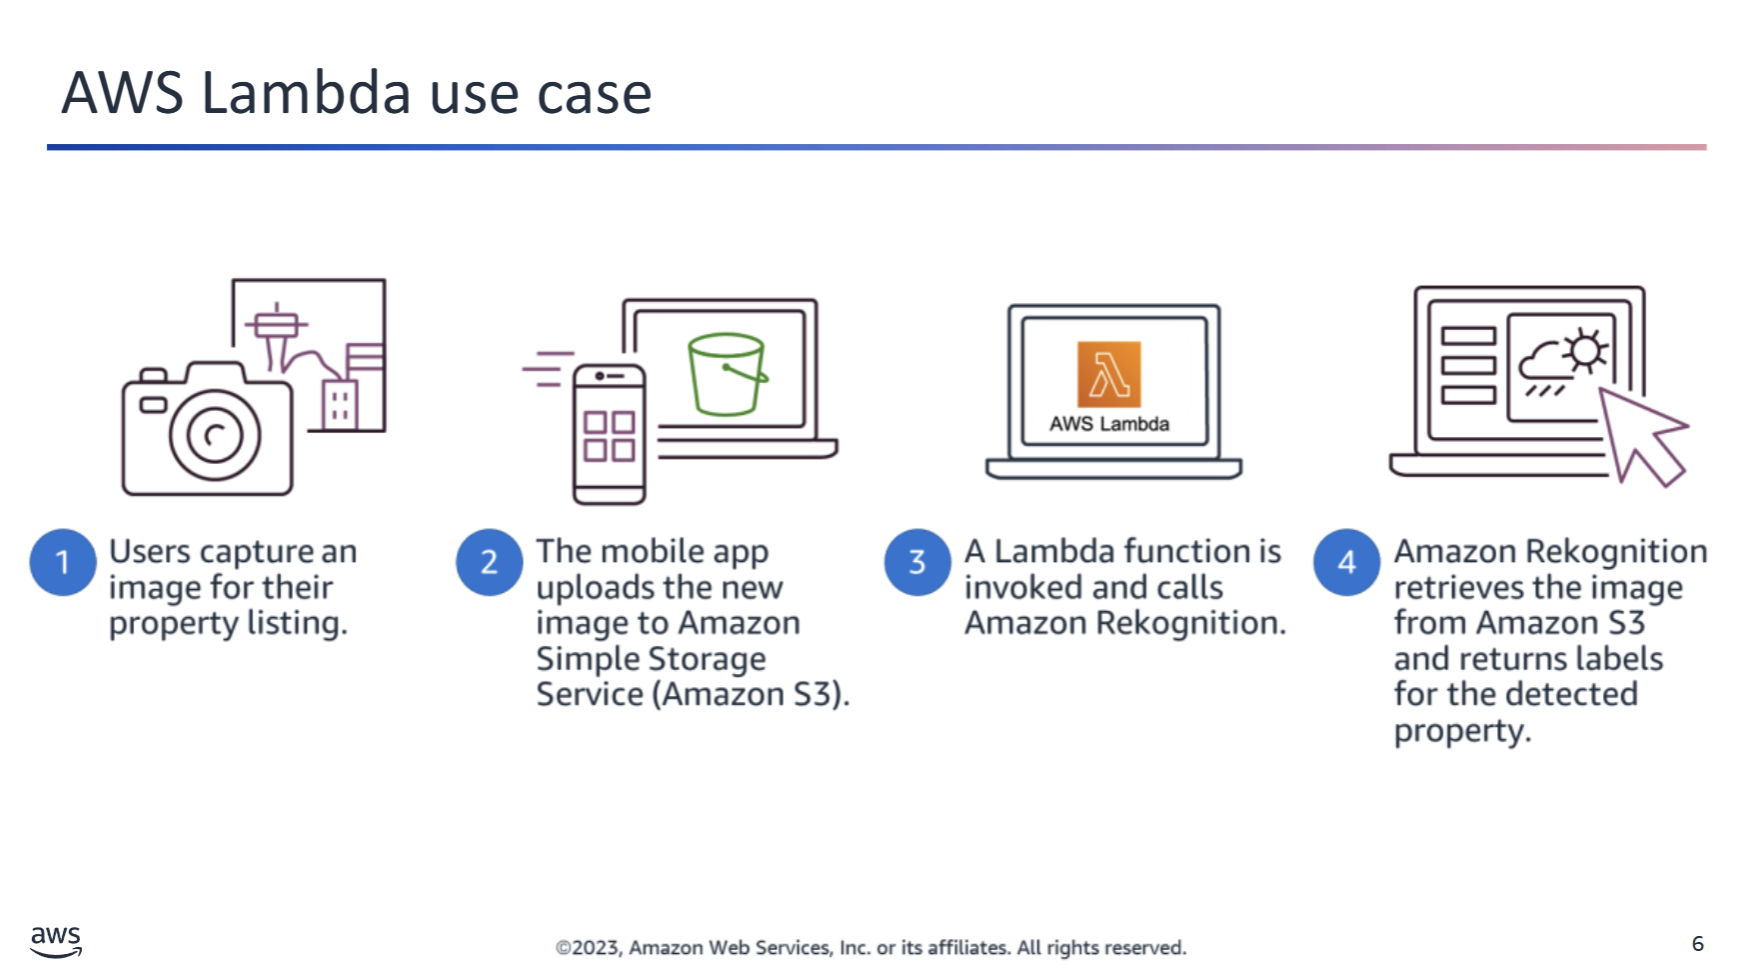 AWS Lambda use case
AWS Lambda
1
Users capture an
image for their
property listing.
2
The mobile app
uploads the new
image to Amazon
Simple Storage
Service (Amazon S3).
3
A Lambda function is
invoked and calls
Amazon Rekognition.
4
Amazon Rekognition
retrieves the image
from Amazon S3
and returns labels
for the detected
property.
aws
©2023, Amazon Web Services, Inc. or its affiliates. All rights reserved.
6